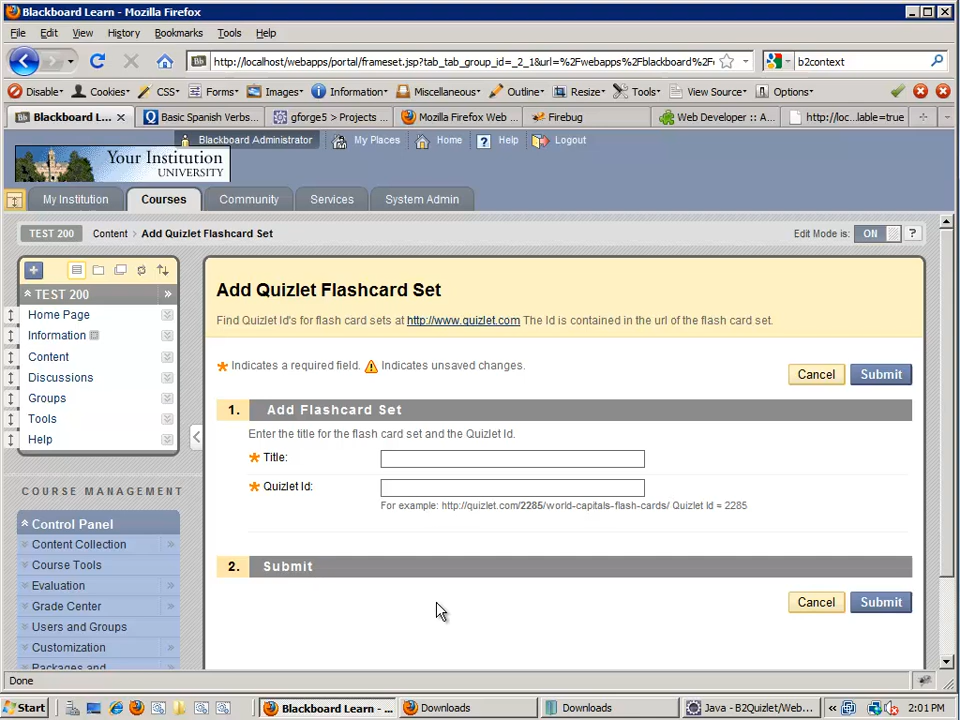 Blackboard Learn - Mozilla Firefox
File Edit View History Bookmarks Tools Help
http://localhost/webapps/portal/frameset.jsp?tab_tab_group_id=_2_1&url=%2Fwebapps%2Fblackboard%2F
b2context
Disable Cookies CSS Forms Images Information Miscellaneous Outline Resize Tools View Source Options
Blackboard L... Basic Spanish Verbs... gforge5 > Projects ... Mozilla Firefox Web ... Firebug Web Developer :: A... http://loc...lable=true
Blackboard Administrator My Places Home Help Logout
Your Institution
UNIVERSITY
My Institution Courses Community Services System Admin
TEST 200 Content > Add Quizlet Flashcard Set Edit Mode is: ON ?
TEST 200
Home Page
Information
Content
Discussions
Groups
Tools
Help
COURSE MANAGEMENT
Control Panel
Content Collection
Course Tools
Evaluation
Grade Center
Users and Groups
Customization
Packages and
Add Quizlet Flashcard Set
Find Quizlet Id's for flash card sets at http://www.quizlet.com The Id is contained in the url of the flash card set.
Indicates a required field. Indicates unsaved changes.
Cancel Submit
1. Add Flashcard Set
Enter the title for the flash card set and the Quizlet Id.
Title:
Quizlet Id:
For example: http://quizlet.com/2285/world-capitals-flash-cards/ Quizlet Id = 2285
2. Submit
Cancel Submit
Done
Start Blackboard Learn - ... Downloads Downloads Java - B2Quizlet/Web... 2:01 PM